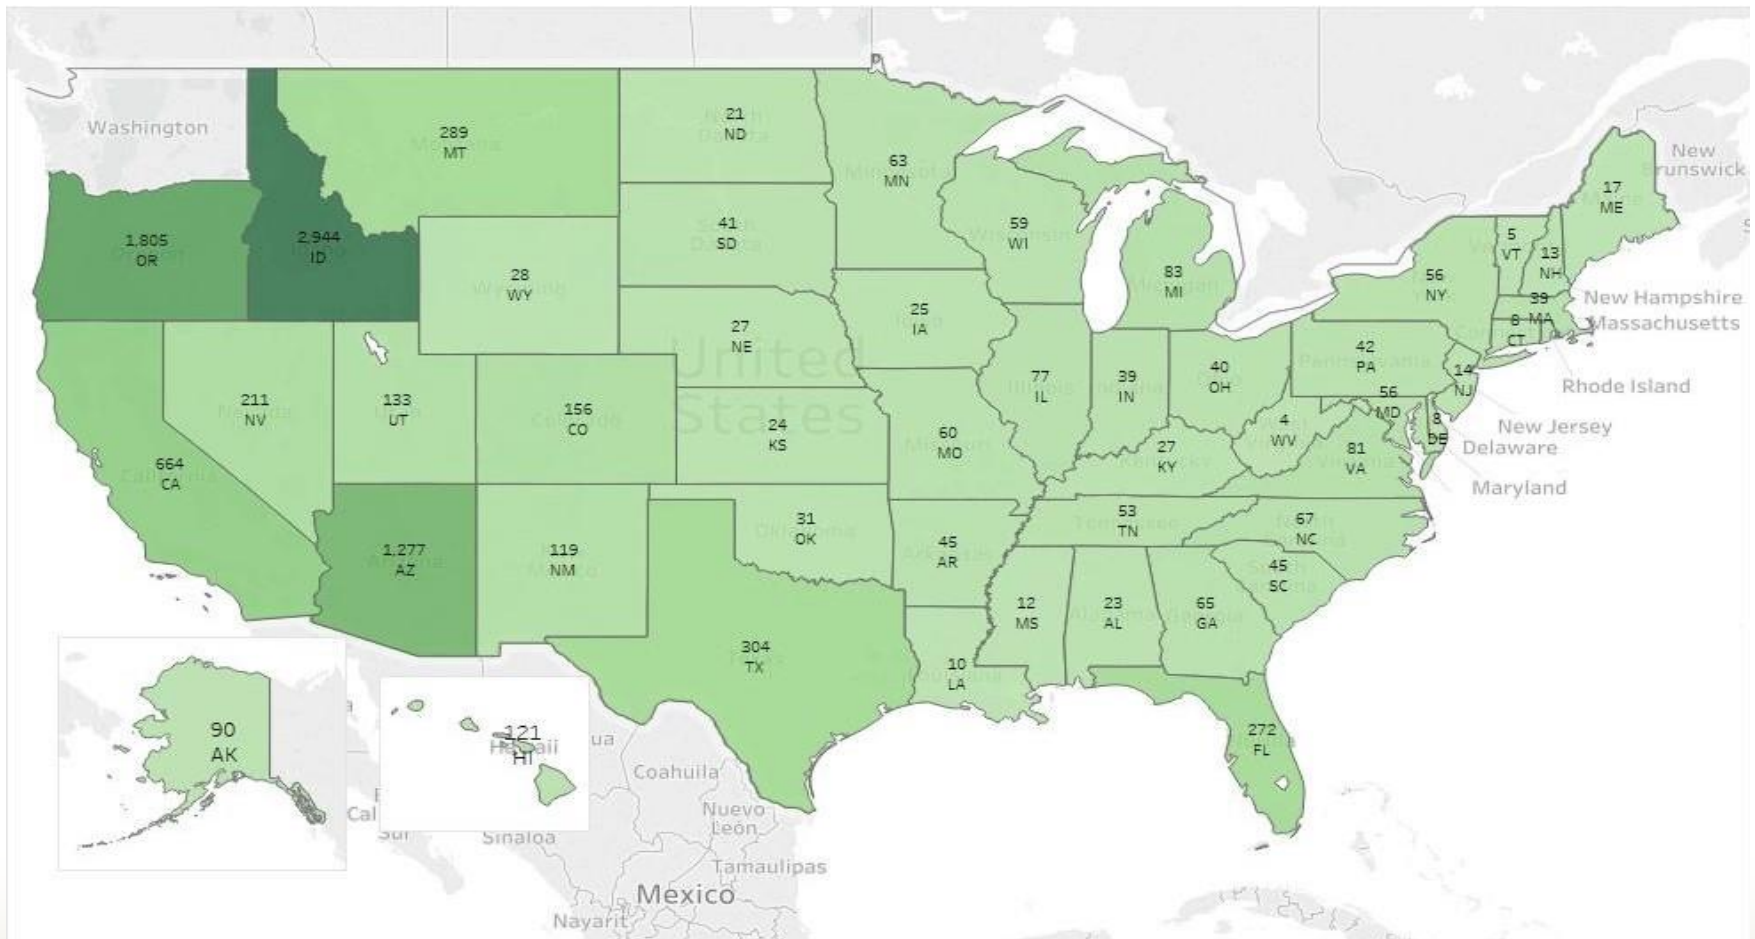 Washington
289
MT
21
ND
63
MN
New
Brunswick
17
ME
1,805
OR
2,944
ID
41
SD
59
WI
5
VT
13
NH
28
WY
83
MI
56
NY
39
MA
New Hampshire
Massachusetts
27
NE
25
IA
CT
United
States
42
PA
Rhode Island
211
NV
133
UT
156
CO
77
IL
39
IN
40
OH
14
NJ
56
MD
8
DE
New Jersey
Delaware
24
KS
60
MO
27
KY
4
WV
81
VA
Maryland
664
CA
31
OK
53
TN
67
NC
1,277
AZ
119
NM
45
AR
45
SC
12
MS
23
AL
65
GA
304
TX
10
LA
272
FL
90
AK
121
Hawaii
HI
ua
Coahuila
Cal
Sur
Sinaloa
Nuevo
León
Tamaulipas
Mexico
Nayarit